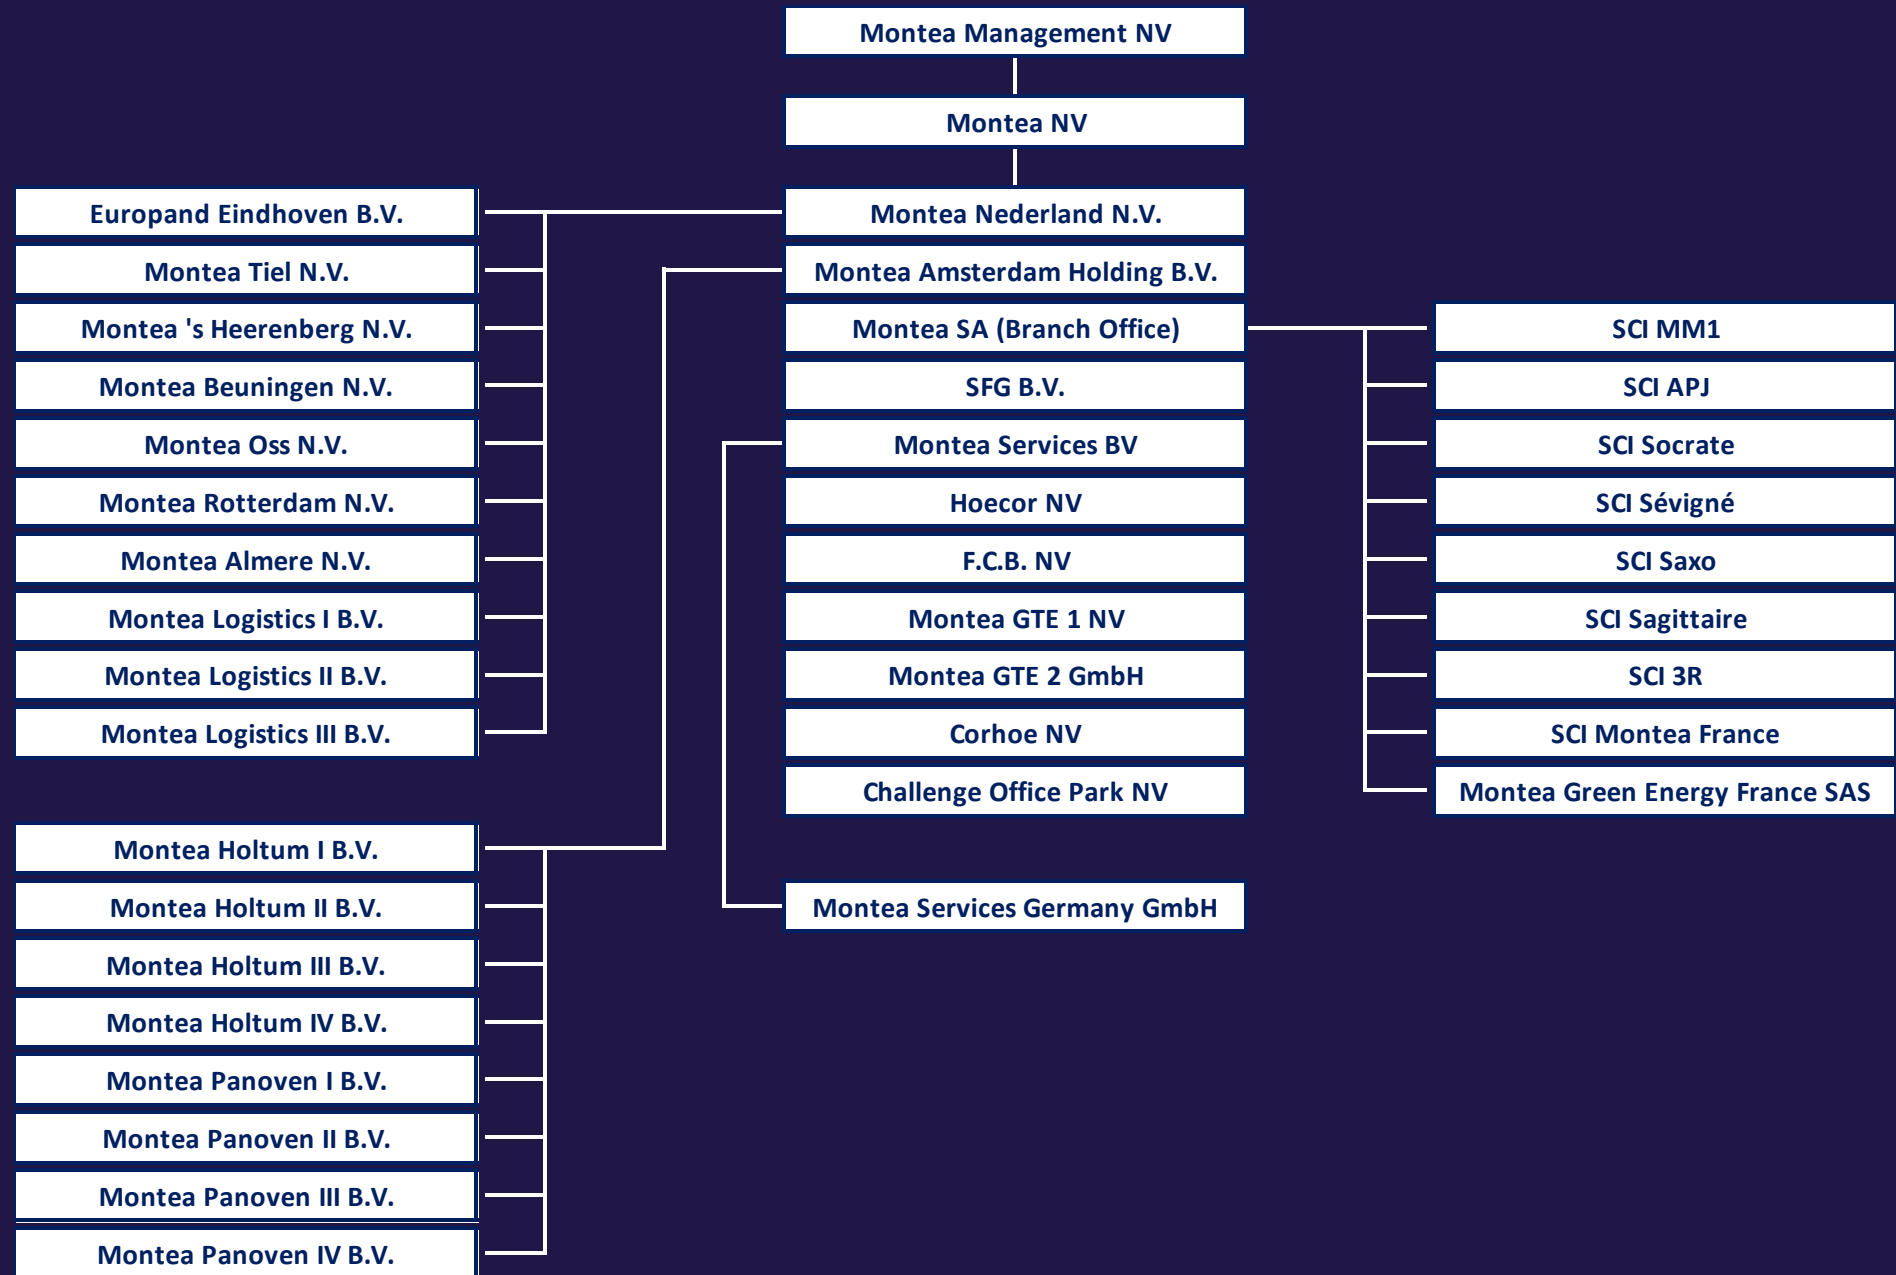 Montea Management NV
Montea NV
Europand Eindhoven B.V.
Montea Tiel N.V.
Montea 's Heerenberg N.V.
Montea Beuningen N.V.
Montea Oss N.V.
Montea Rotterdam N.V.
Montea Almere N.V.
Montea Logistics I B.V.
Montea Logistics II B.V.
Montea Logistics III B.V.
Montea Holtum I B.V.
Montea Holtum II B.V.
Montea Holtum III B.V.
Montea Holtum IV B.V.
Montea Panoven I B.V.
Montea Panoven II B.V.
Montea Panoven III B.V.
Montea Panoven IV B.V.
Montea Nederland N.V.
Montea Amsterdam Holding B.V.
Montea SA (Branch Office)
SFG B.V.
Montea Services BV
Hoecor NV
F.C.B. NV
Montea GTE 1 NV
Montea GTE 2 GmbH
Corhoe NV
Challenge Office Park NV
Montea Services Germany GmbH
SCI MM1
SCI APJ
SCI Socrate
SCI Sévigné
SCI Saxo
SCI Sagittaire
SCI 3R
SCI Montea France
Montea Green Energy France SAS